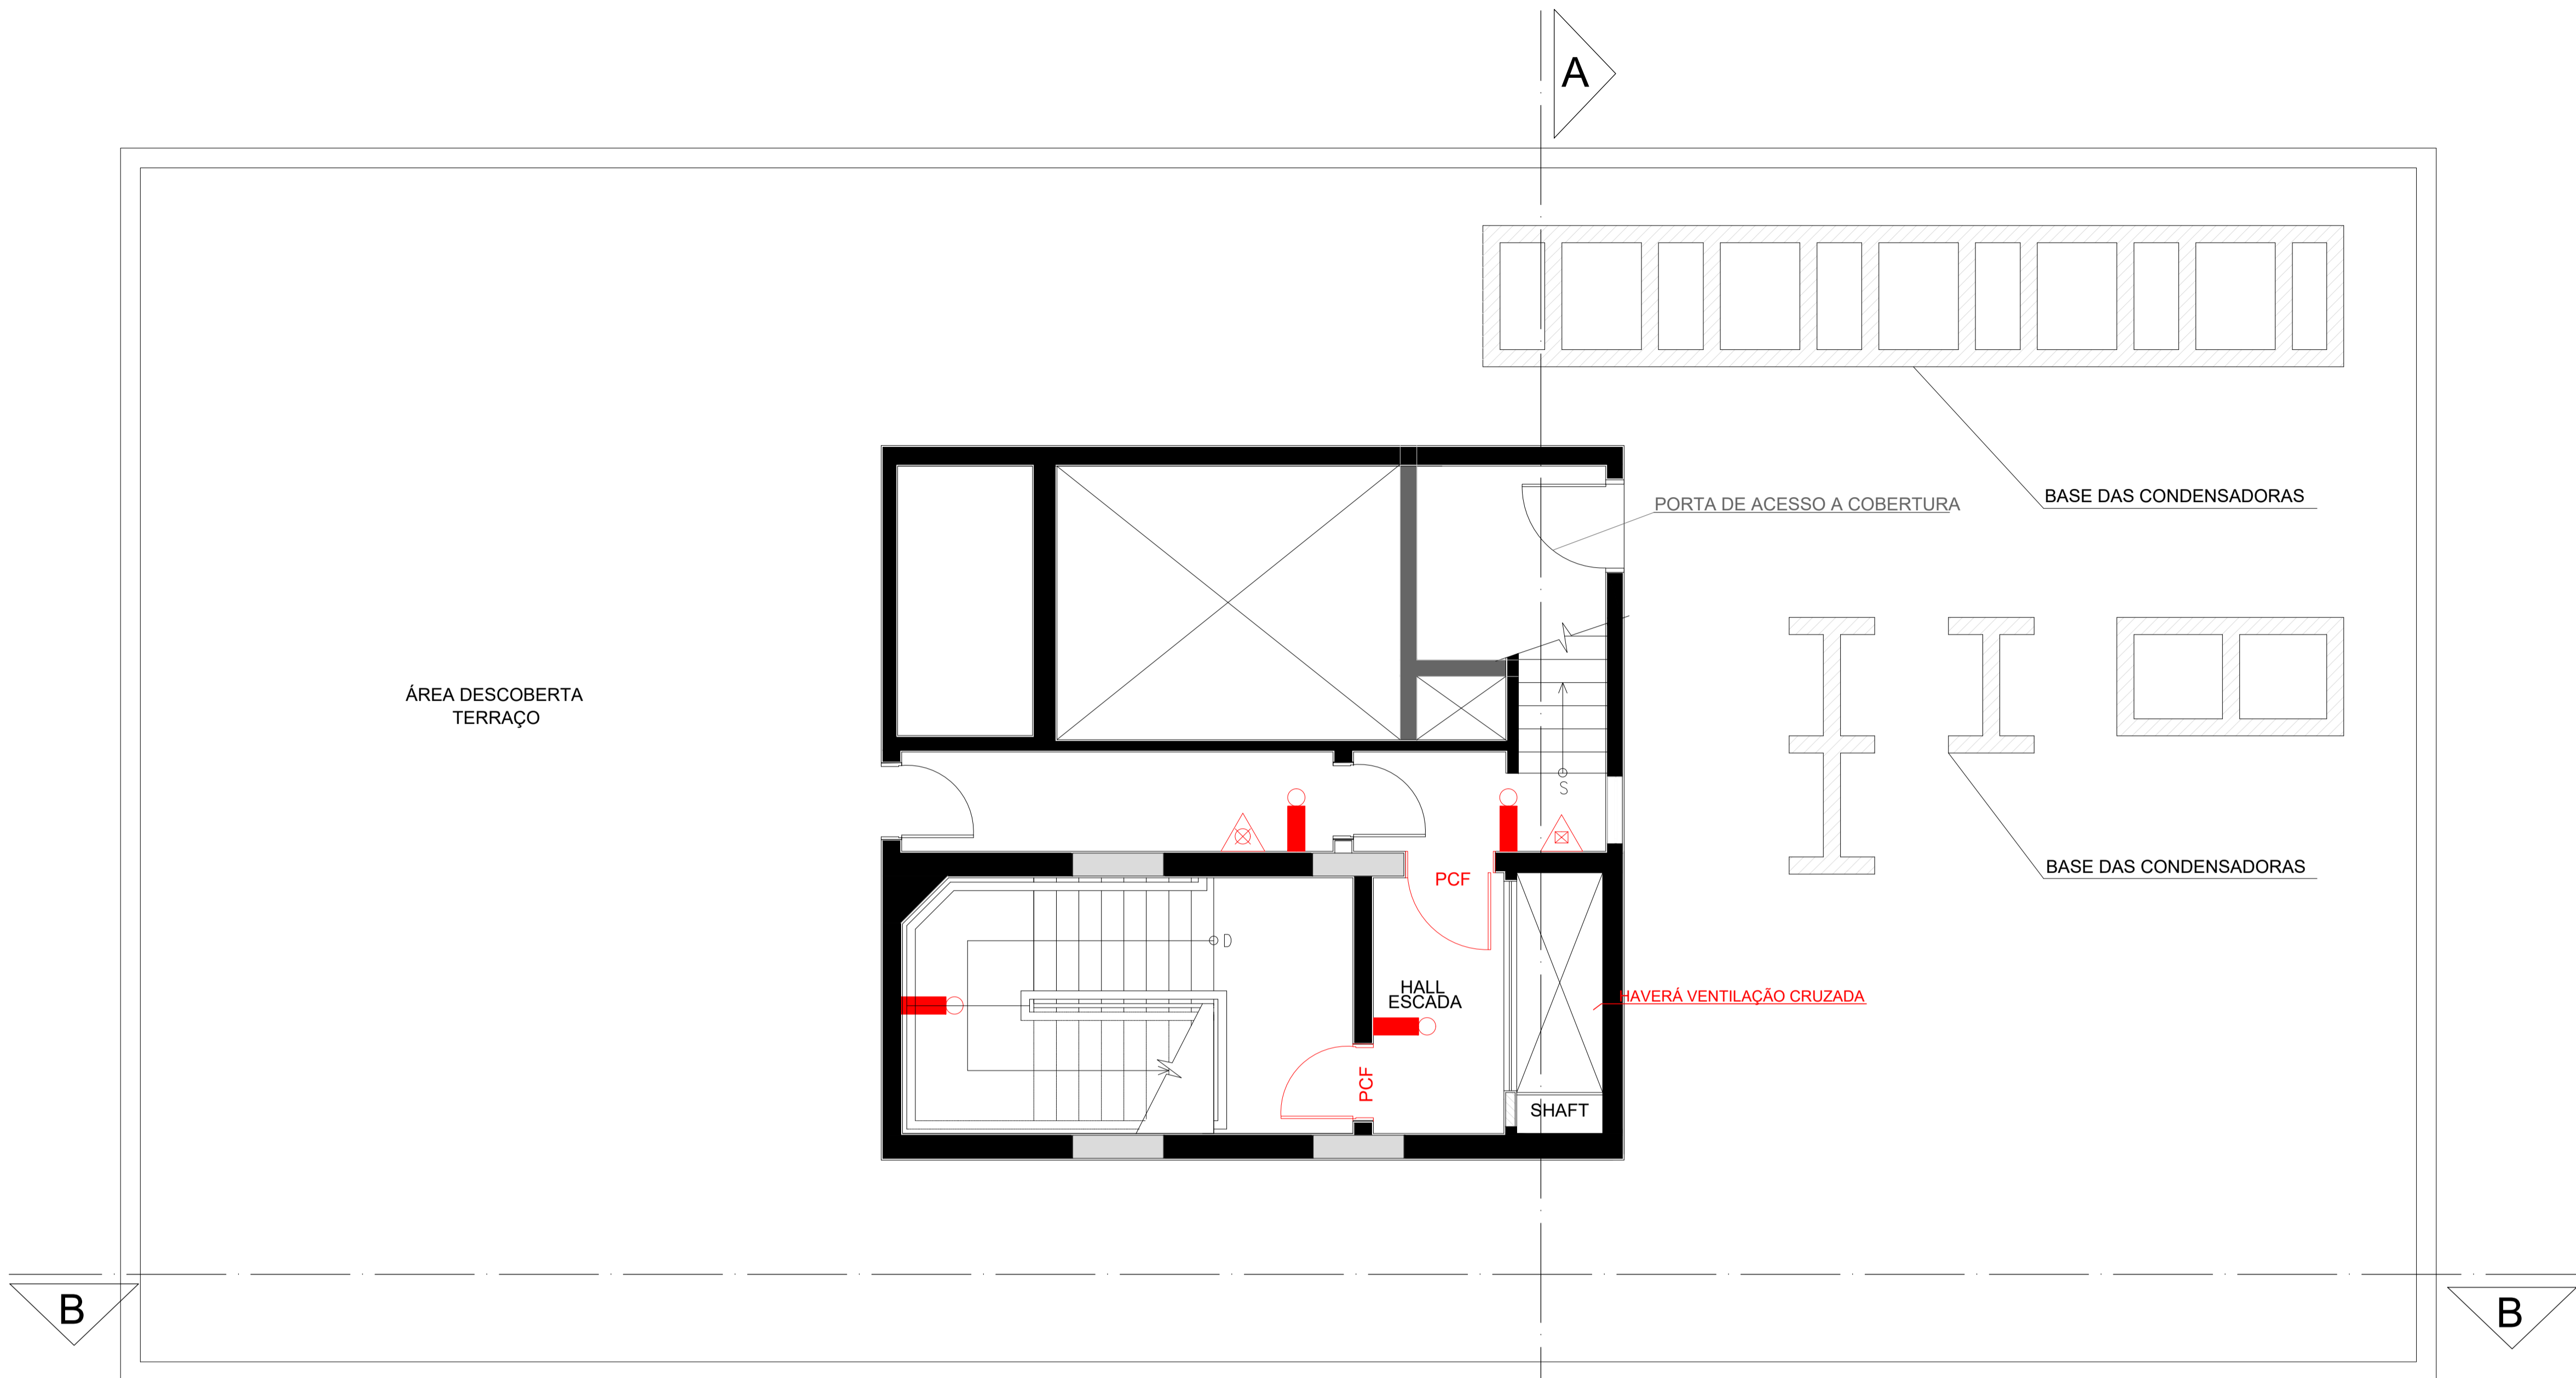 A
BASE DAS CONDENSADORAS
PORTA DE ACESSO A COBERTURA
ÁREA DESCOBERTA
TERRAÇO
S
BASE DAS CONDENSADORAS
PCF
D
HALL
ESCADA
HAVERÁ VENTILAÇÃO CRUZADA
PCF
SHAFT
B
B